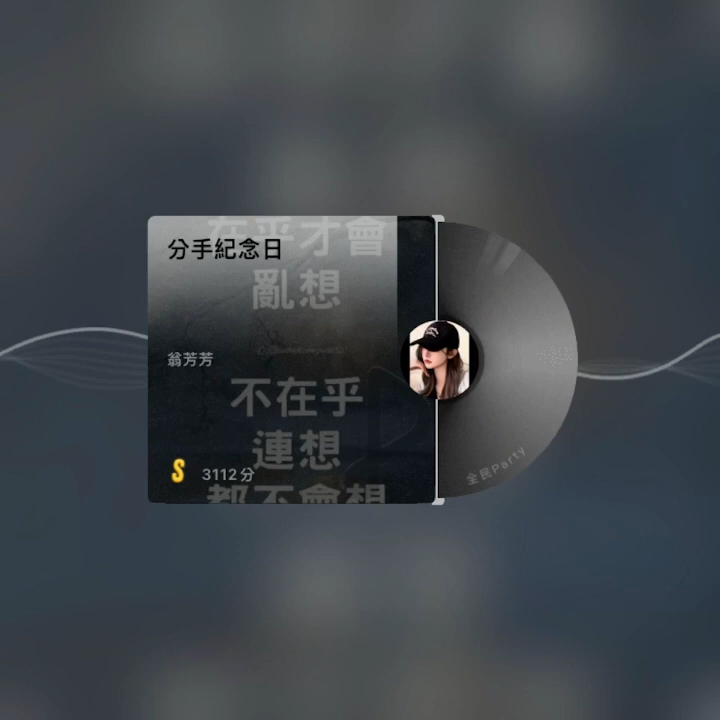 在乎才會
分手紀念日
亂想
翁芳芳
不在乎
連想
S 3112分
都不會想
全民Party